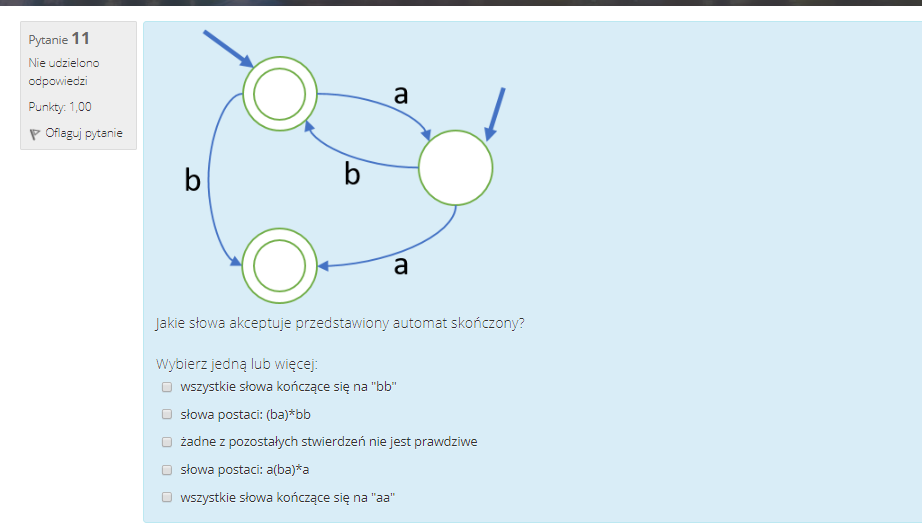 Pytanie 11
Nie udzielono
odpowiedzi
Punkty: 1,00
Oflaguj pytanie
a
b
b
a
Jakie słowa akceptuje przedstawiony automat skończony?
Wybierz jedną lub więcej:
wszystkie słowa kończące się na "bb"
słowa postaci: (ba)*bb
żadne z pozostałych stwierdzeń nie jest prawdziwe
słowa postaci: a(ba)*a
wszystkie słowa kończące się na "aa"